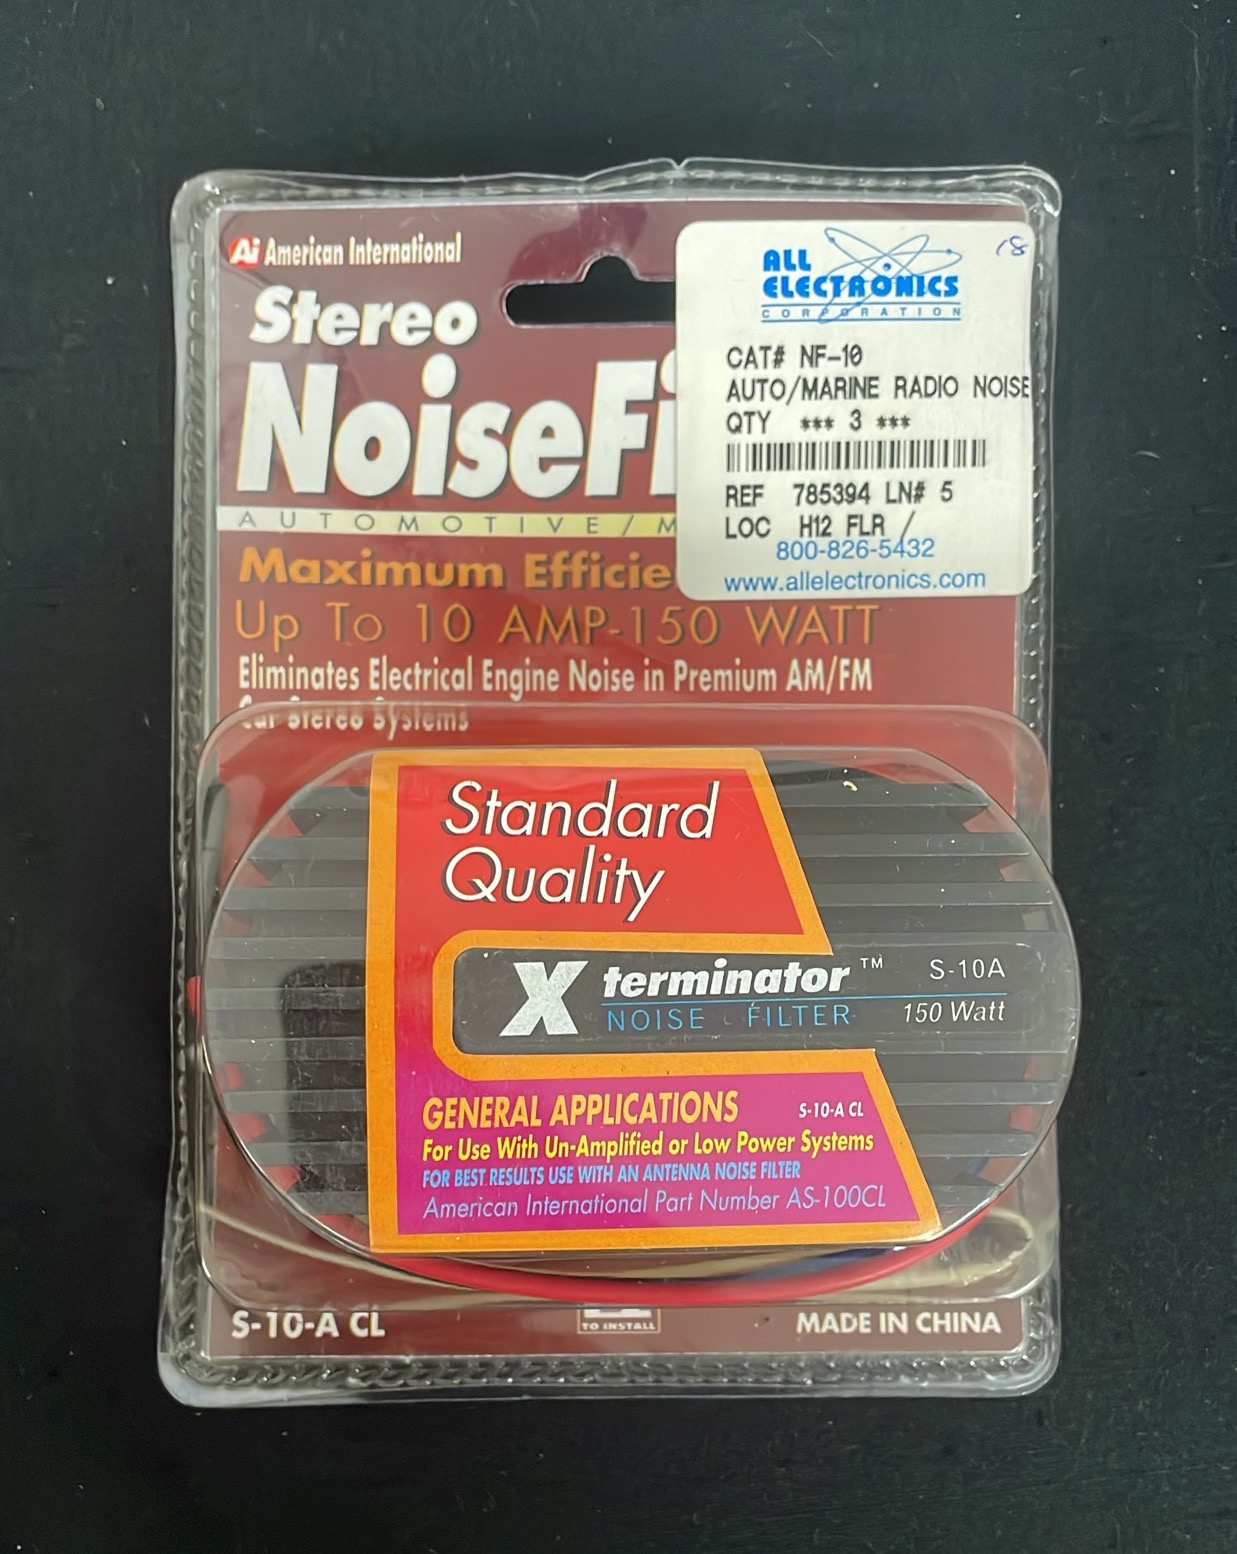 Ai American International
Stereo
NoiseFi
AUTOMOTIVE/M
Maximum Efficie
Up To 10 AMP-150 WATT
Eliminates Electrical Engine Noise in Premium AM/FM
Car Stereo Systems
18
ALL
ELECTRONICS
CORPORATION
CAT# NF-10
AUTO/MARINE RADIO NOISE
QTY *** 3 ***
REF 785394 LN# 5
LOC H12 FLR /
800-826-5432
www.allelectronics.com
Standard
Quality
X terminator™
NOISE FILTER
S-10A
150 Watt
GENERAL APPLICATIONS
S-10-A CL
For Use With Un-Amplified or Low Power Systems
FOR BEST RESULTS USE WITH AN ANTENNA NOISE FILTER
American International Part Number AS-100CL
S-10-A CL
TO INSTALL
MADE IN CHINA